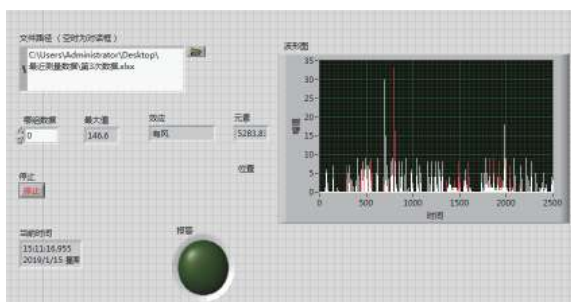 文件路径（空时为对话框）
C:\Users\Administrator\Desktop\
最近测量数据\第3次数据.xlsx
波形图
35
30
25
20
15
10
5
0
幅值
0 500 1000 1500 2000 2500
时间
最大值 效应 元素
0 146.6 有风 5283.8
位置
停止
停止
当前时间
15:11:16.955
2019/1/15 星期
报警